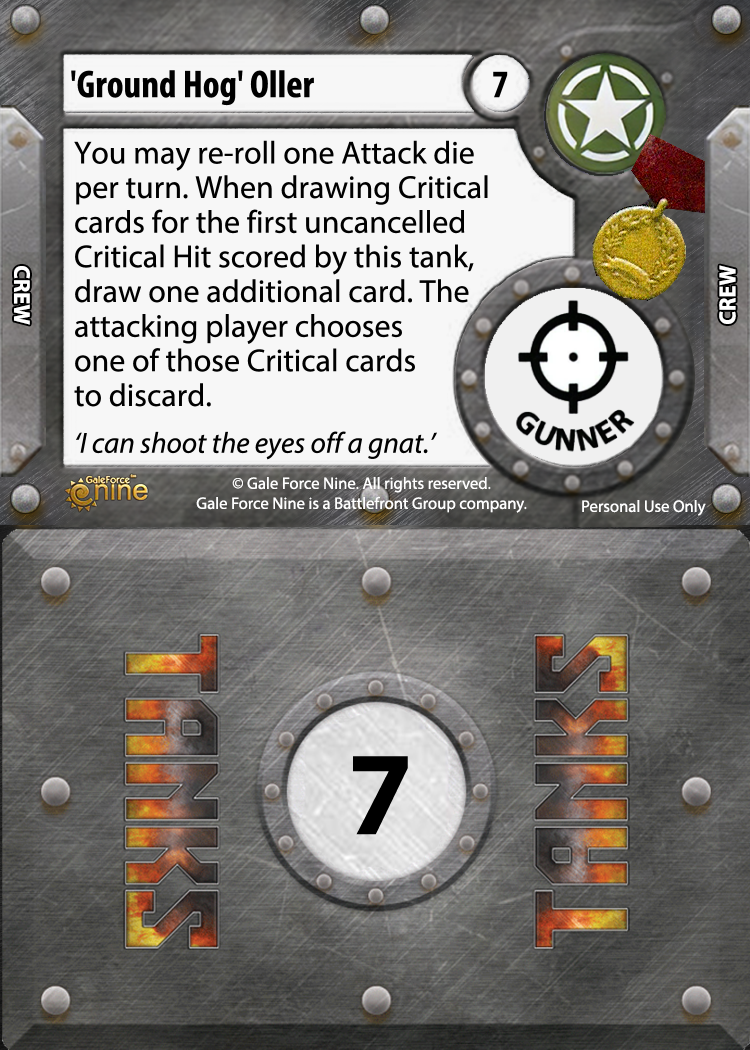 'Ground Hog' Oller
7
You may re-roll one Attack die
per turn. When drawing Critical
cards for the first uncancelled
Critical Hit scored by this tank,
draw one additional card. The
attacking player chooses
one of those Critical cards
to discard.
‘I can shoot the eyes off a gnat.’
CREW
CREW
GUNNER
GaleForce™
nine
© Gale Force Nine. All rights reserved.
Gale Force Nine is a Battlefront Group company.
Personal Use Only
TANKS
7
TANKS